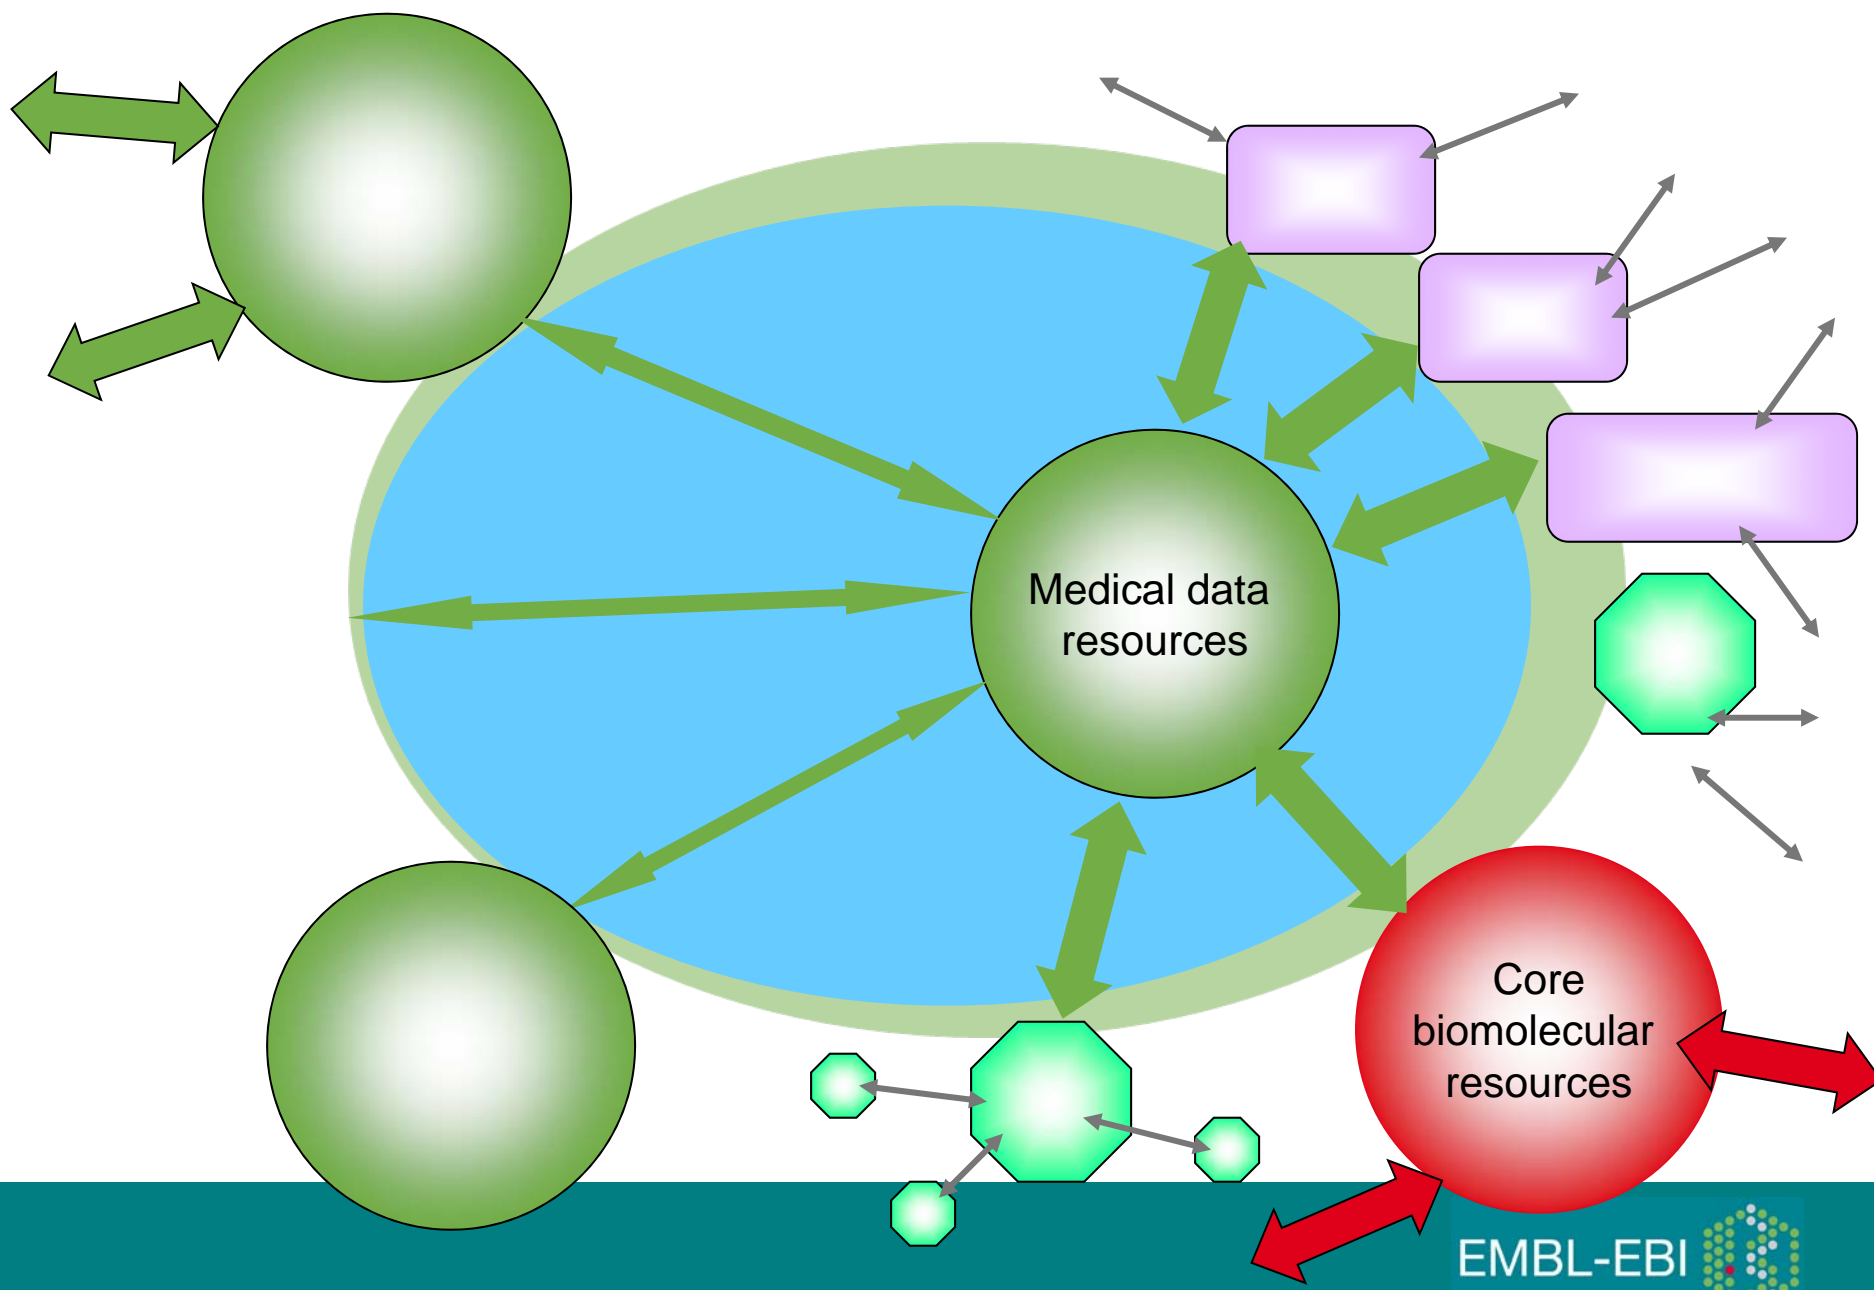 Medical data
resources
Core
biomolecular
resources
EMBL-EBI